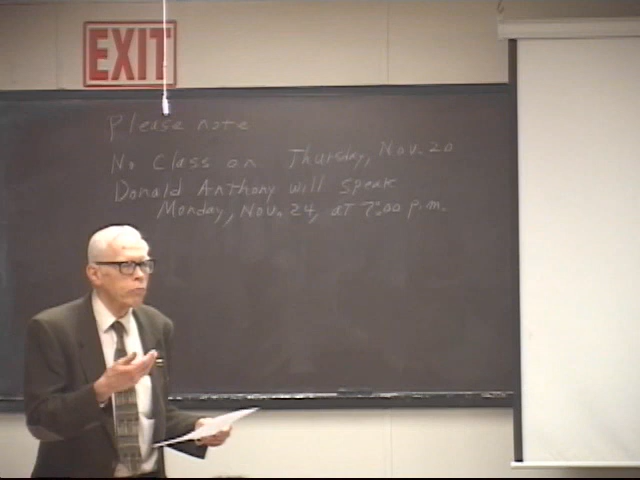 EXIT
Please note
No Class on Thursday, Nov. 20
Donald Anthony will speak
Monday, Nov. 24, at 7:00 p.m.